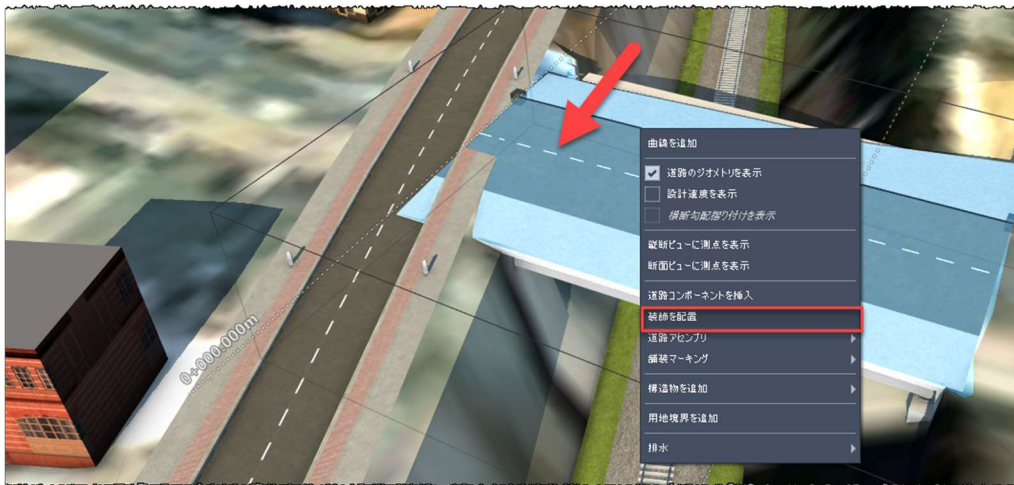 曲線を追加
道路のジオメトリを表示
設計速度を表示
横断勾配擦り付けを表示
縦断ビューに測点を表示
断面ビューに測点を表示
道路コンポーネントを挿入
装飾を配置
道路アセンブリ
舗装マーキング
構造物を追加
用地境界を追加
排水
0+000.000m